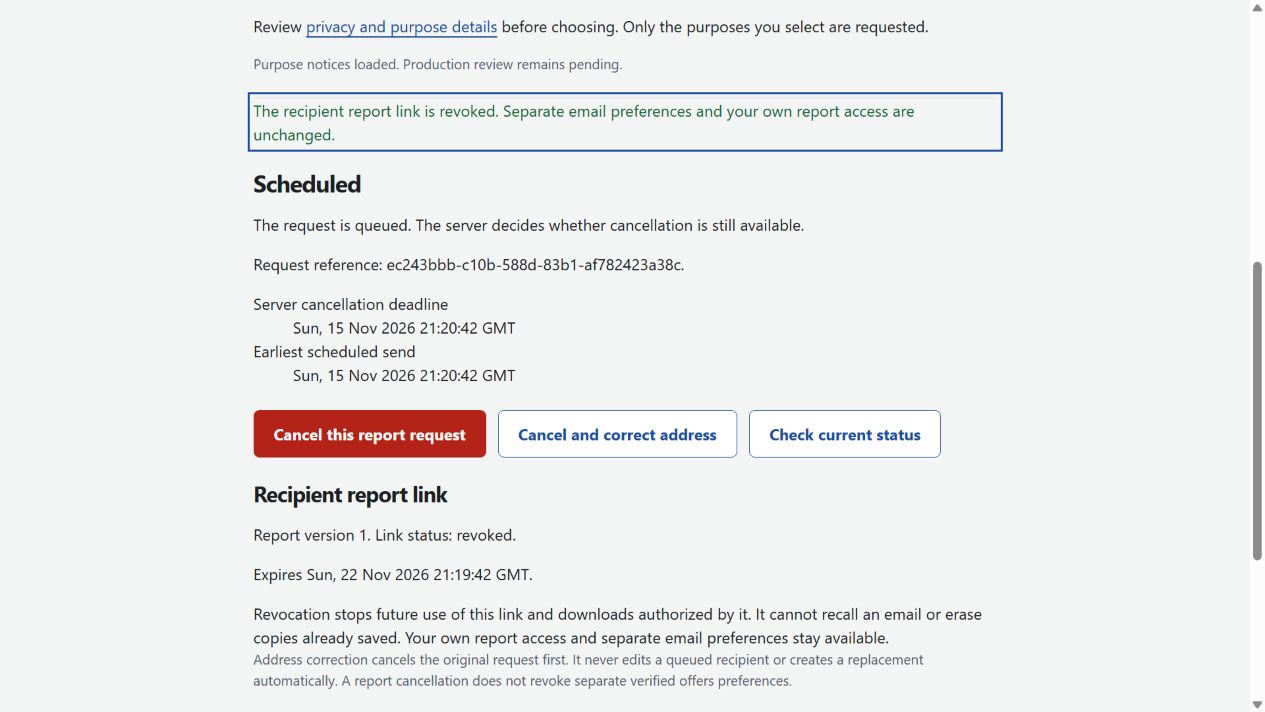 Review privacy and purpose details before choosing. Only the purposes you select are requested.
Purpose notices loaded. Production review remains pending.
The recipient report link is revoked. Separate email preferences and your own report access are
unchanged.
Scheduled
The request is queued. The server decides whether cancellation is still available.
Request reference: ec243bbb-c10b-588d-83b1-af782423a38c.
Server cancellation deadline
Sun, 15 Nov 2026 21:20:42 GMT
Earliest scheduled send
Sun, 15 Nov 2026 21:20:42 GMT
Cancel this report request
Cancel and correct address
Check current status
Recipient report link
Report version 1. Link status: revoked.
Expires Sun, 22 Nov 2026 21:19:42 GMT.
Revocation stops future use of this link and downloads authorized by it. It cannot recall an email or erase
copies already saved. Your own report access and separate email preferences stay available.
Address correction cancels the original request first. It never edits a queued recipient or creates a replacement
automatically. A report cancellation does not revoke separate verified offers preferences.